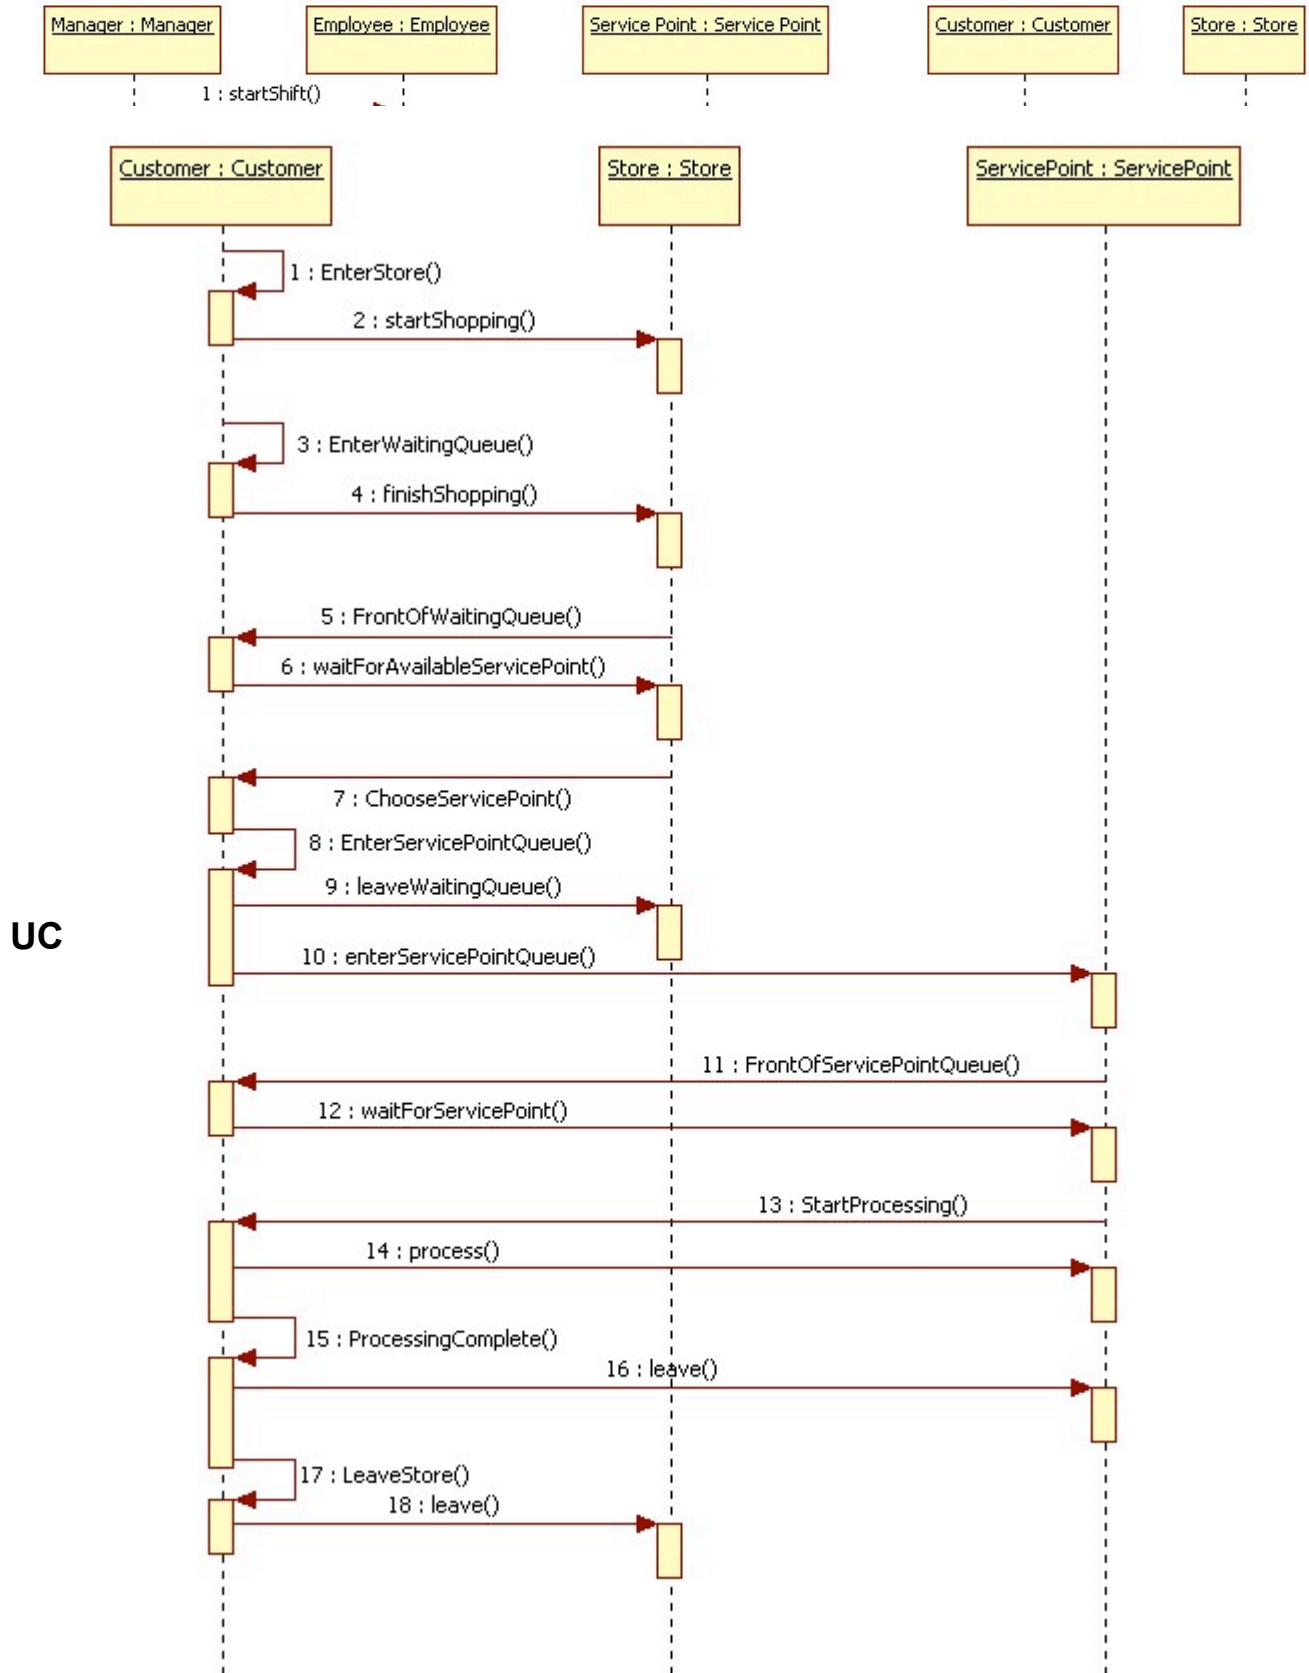 Manager : Manager
Employee : Employee
Service Point : Service Point
Customer : Customer
Store : Store
1 : startShift()
Customer : Customer
Store : Store
ServicePoint : ServicePoint
1 : EnterStore()
2 : startShopping()
3 : EnterWaitingQueue()
4 : finishShopping()
5 : FrontOfWaitingQueue()
6 : waitForAvailableServicePoint()
7 : ChooseServicePoint()
8 : EnterServicePointQueue()
9 : leaveWaitingQueue()
UC
10 : enterServicePointQueue()
11 : FrontOfServicePointQueue()
12 : waitForServicePoint()
13 : StartProcessing()
14 : process()
15 : ProcessingComplete()
16 : leave()
17 : LeaveStore()
18 : leave()